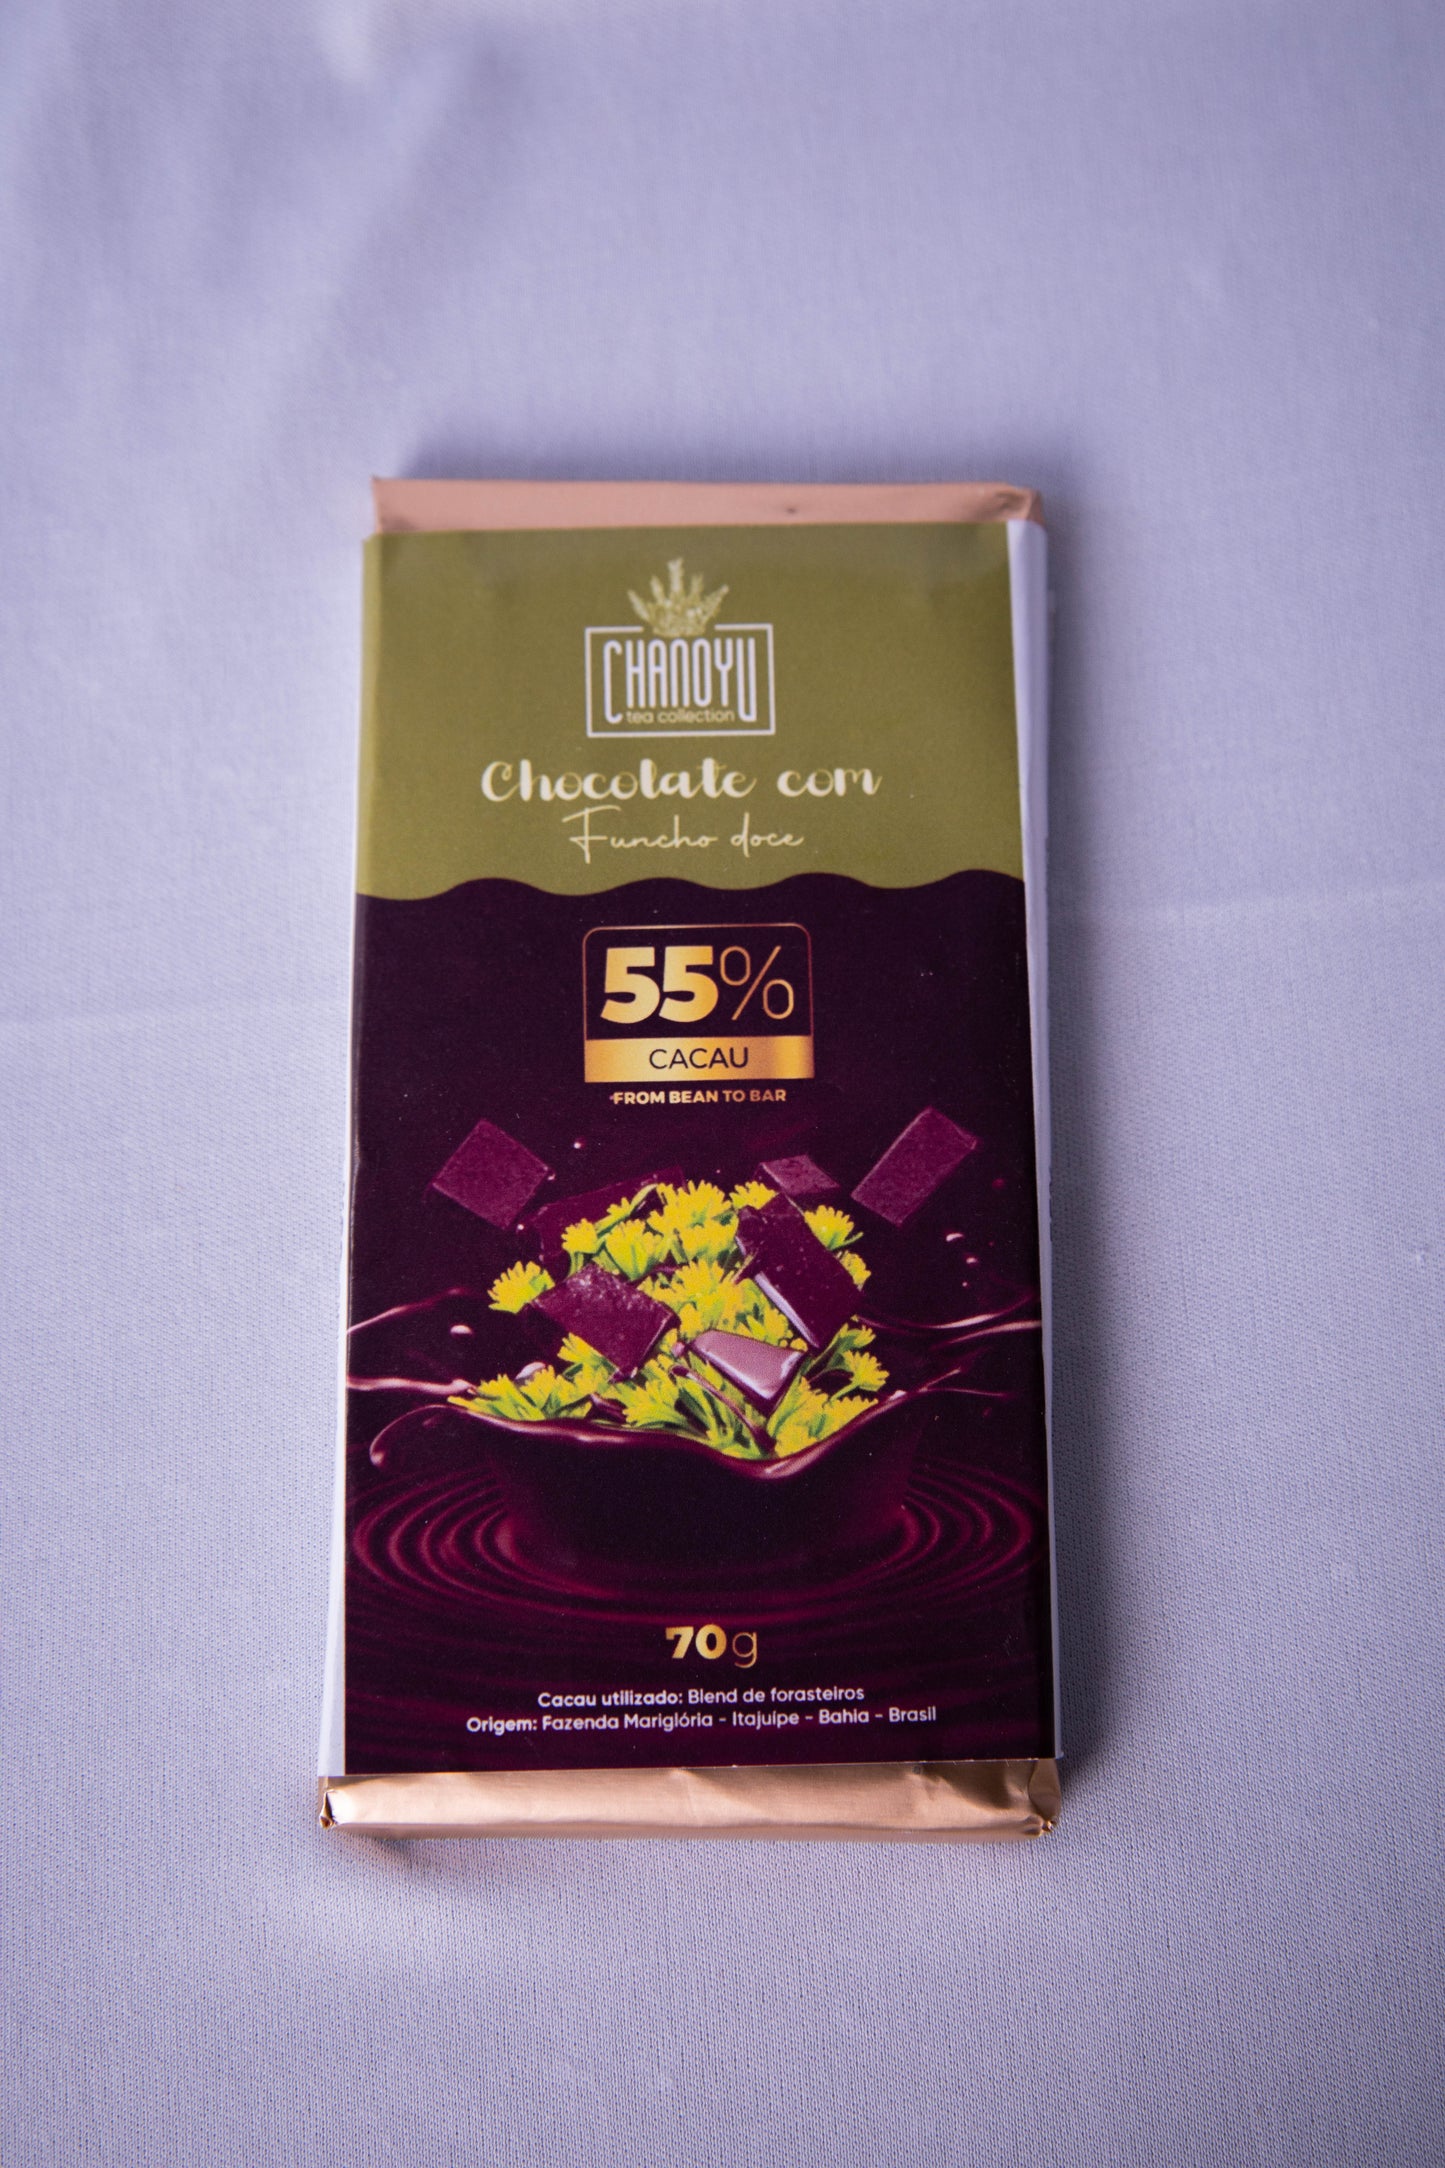 CHANOYU
tea collection
Chocolate com
Funcho doce
55%
CACAU
FROM BEAN TO BAR
70g
Cacau utilizado: Blend de forasteiros
Origem: Fazenda Mariglória - Itajuípe - Bahia - Brasil